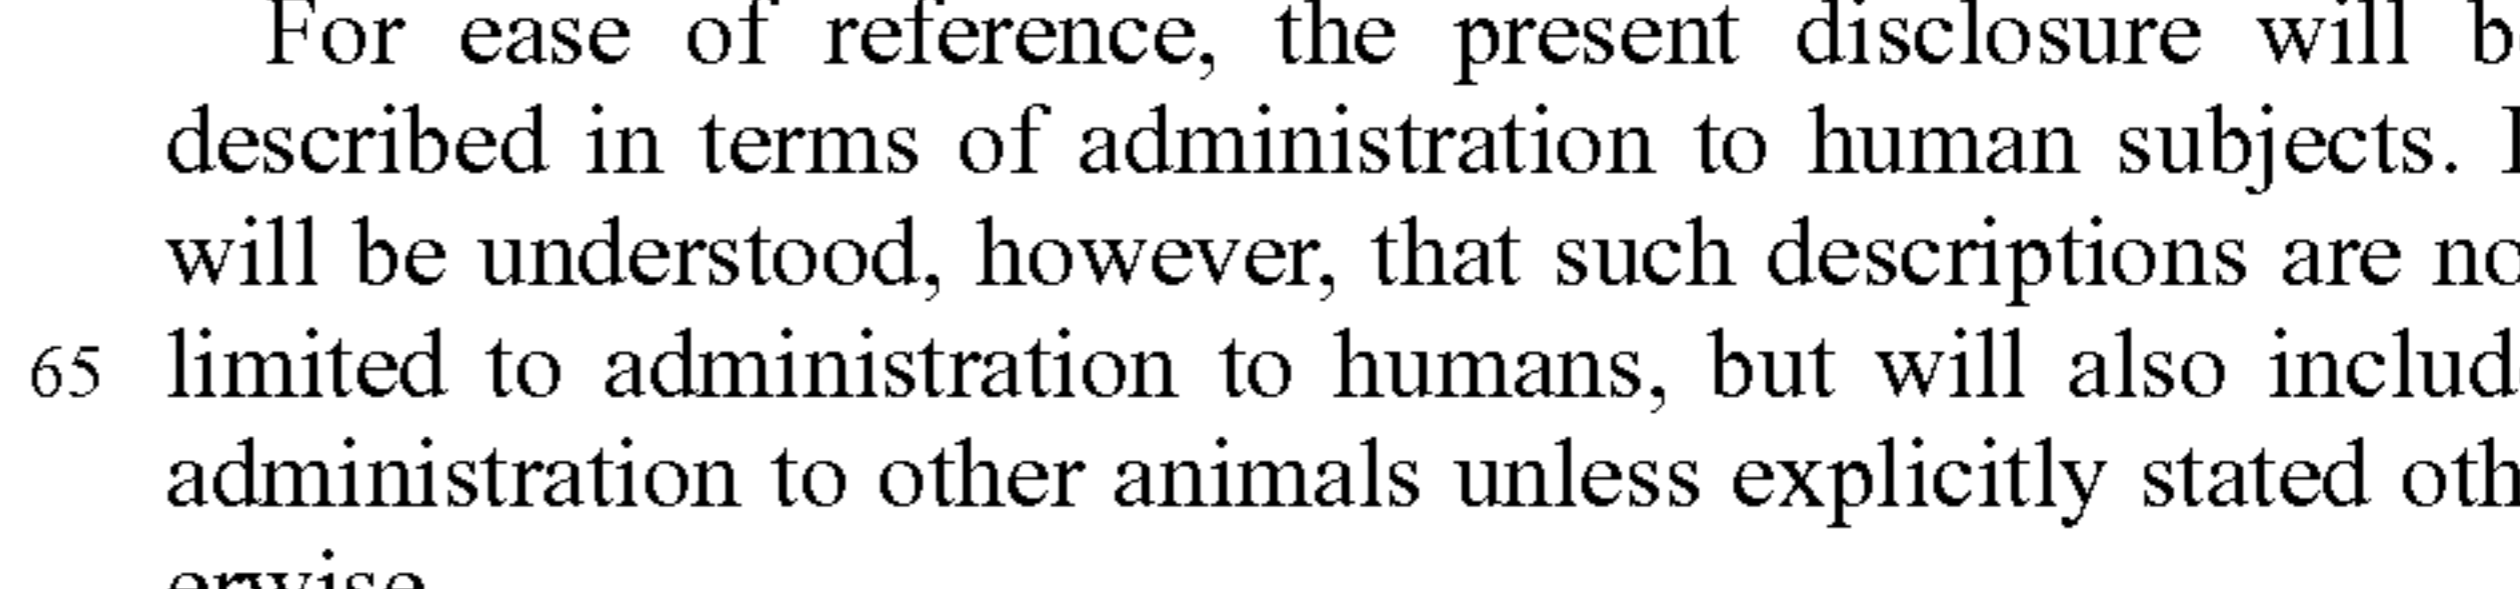 For ease of reference, the present disclosure will b
described in terms of administration to human subjects.
will be understood, however, that such descriptions are no
65 limited to administration to humans, but will also includ
administration to other animals unless explicitly stated oth
erwise